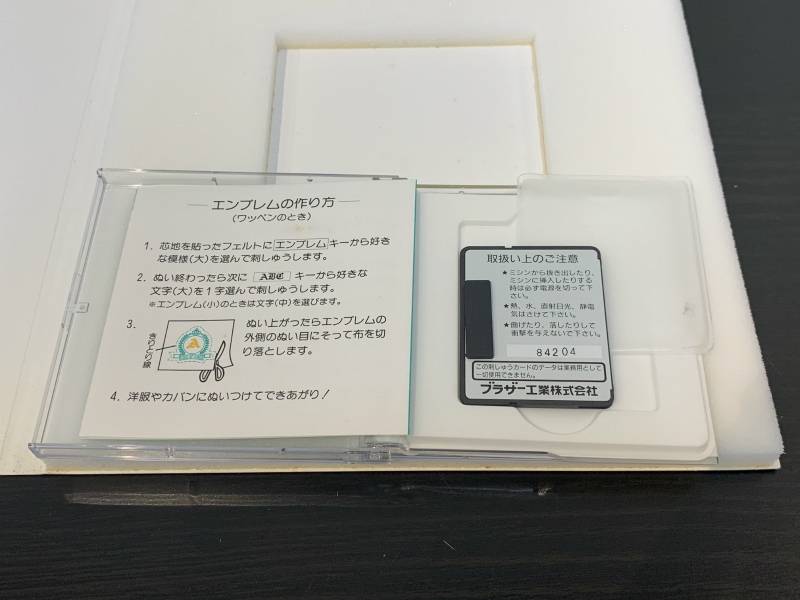 エンブレムの作り方
(ワッペンのとき)
1. 芯地を貼ったフェルトにエンブレムキーから好き
な模様(大)を選んで刺しゅうします。
2. ぬい終わったら次に ABC キーから好きな
文字(大)を1字選んで刺しゅうします。
※エンブレム(小)のときは文字(中)を選びます。
3.
きりとり線
A
ぬい上がったらエンブレムの
外側のぬい目にそって布を切
り落とします。
4. 洋服やカバンにぬいつけてできあがり!
取扱い上のご注意
★ミシンから抜き出したり、
ミシンに挿入したりする
時は必ず電源を切って下
さい。
★熱、水、直射日光、静電
気はさけて下さい。
★曲げたり、落したりして
衝撃を与えないで下さい。
84204
この刺しゅうカードのデータは業務用として
一切使用できません。
ブラザー工業株式会社